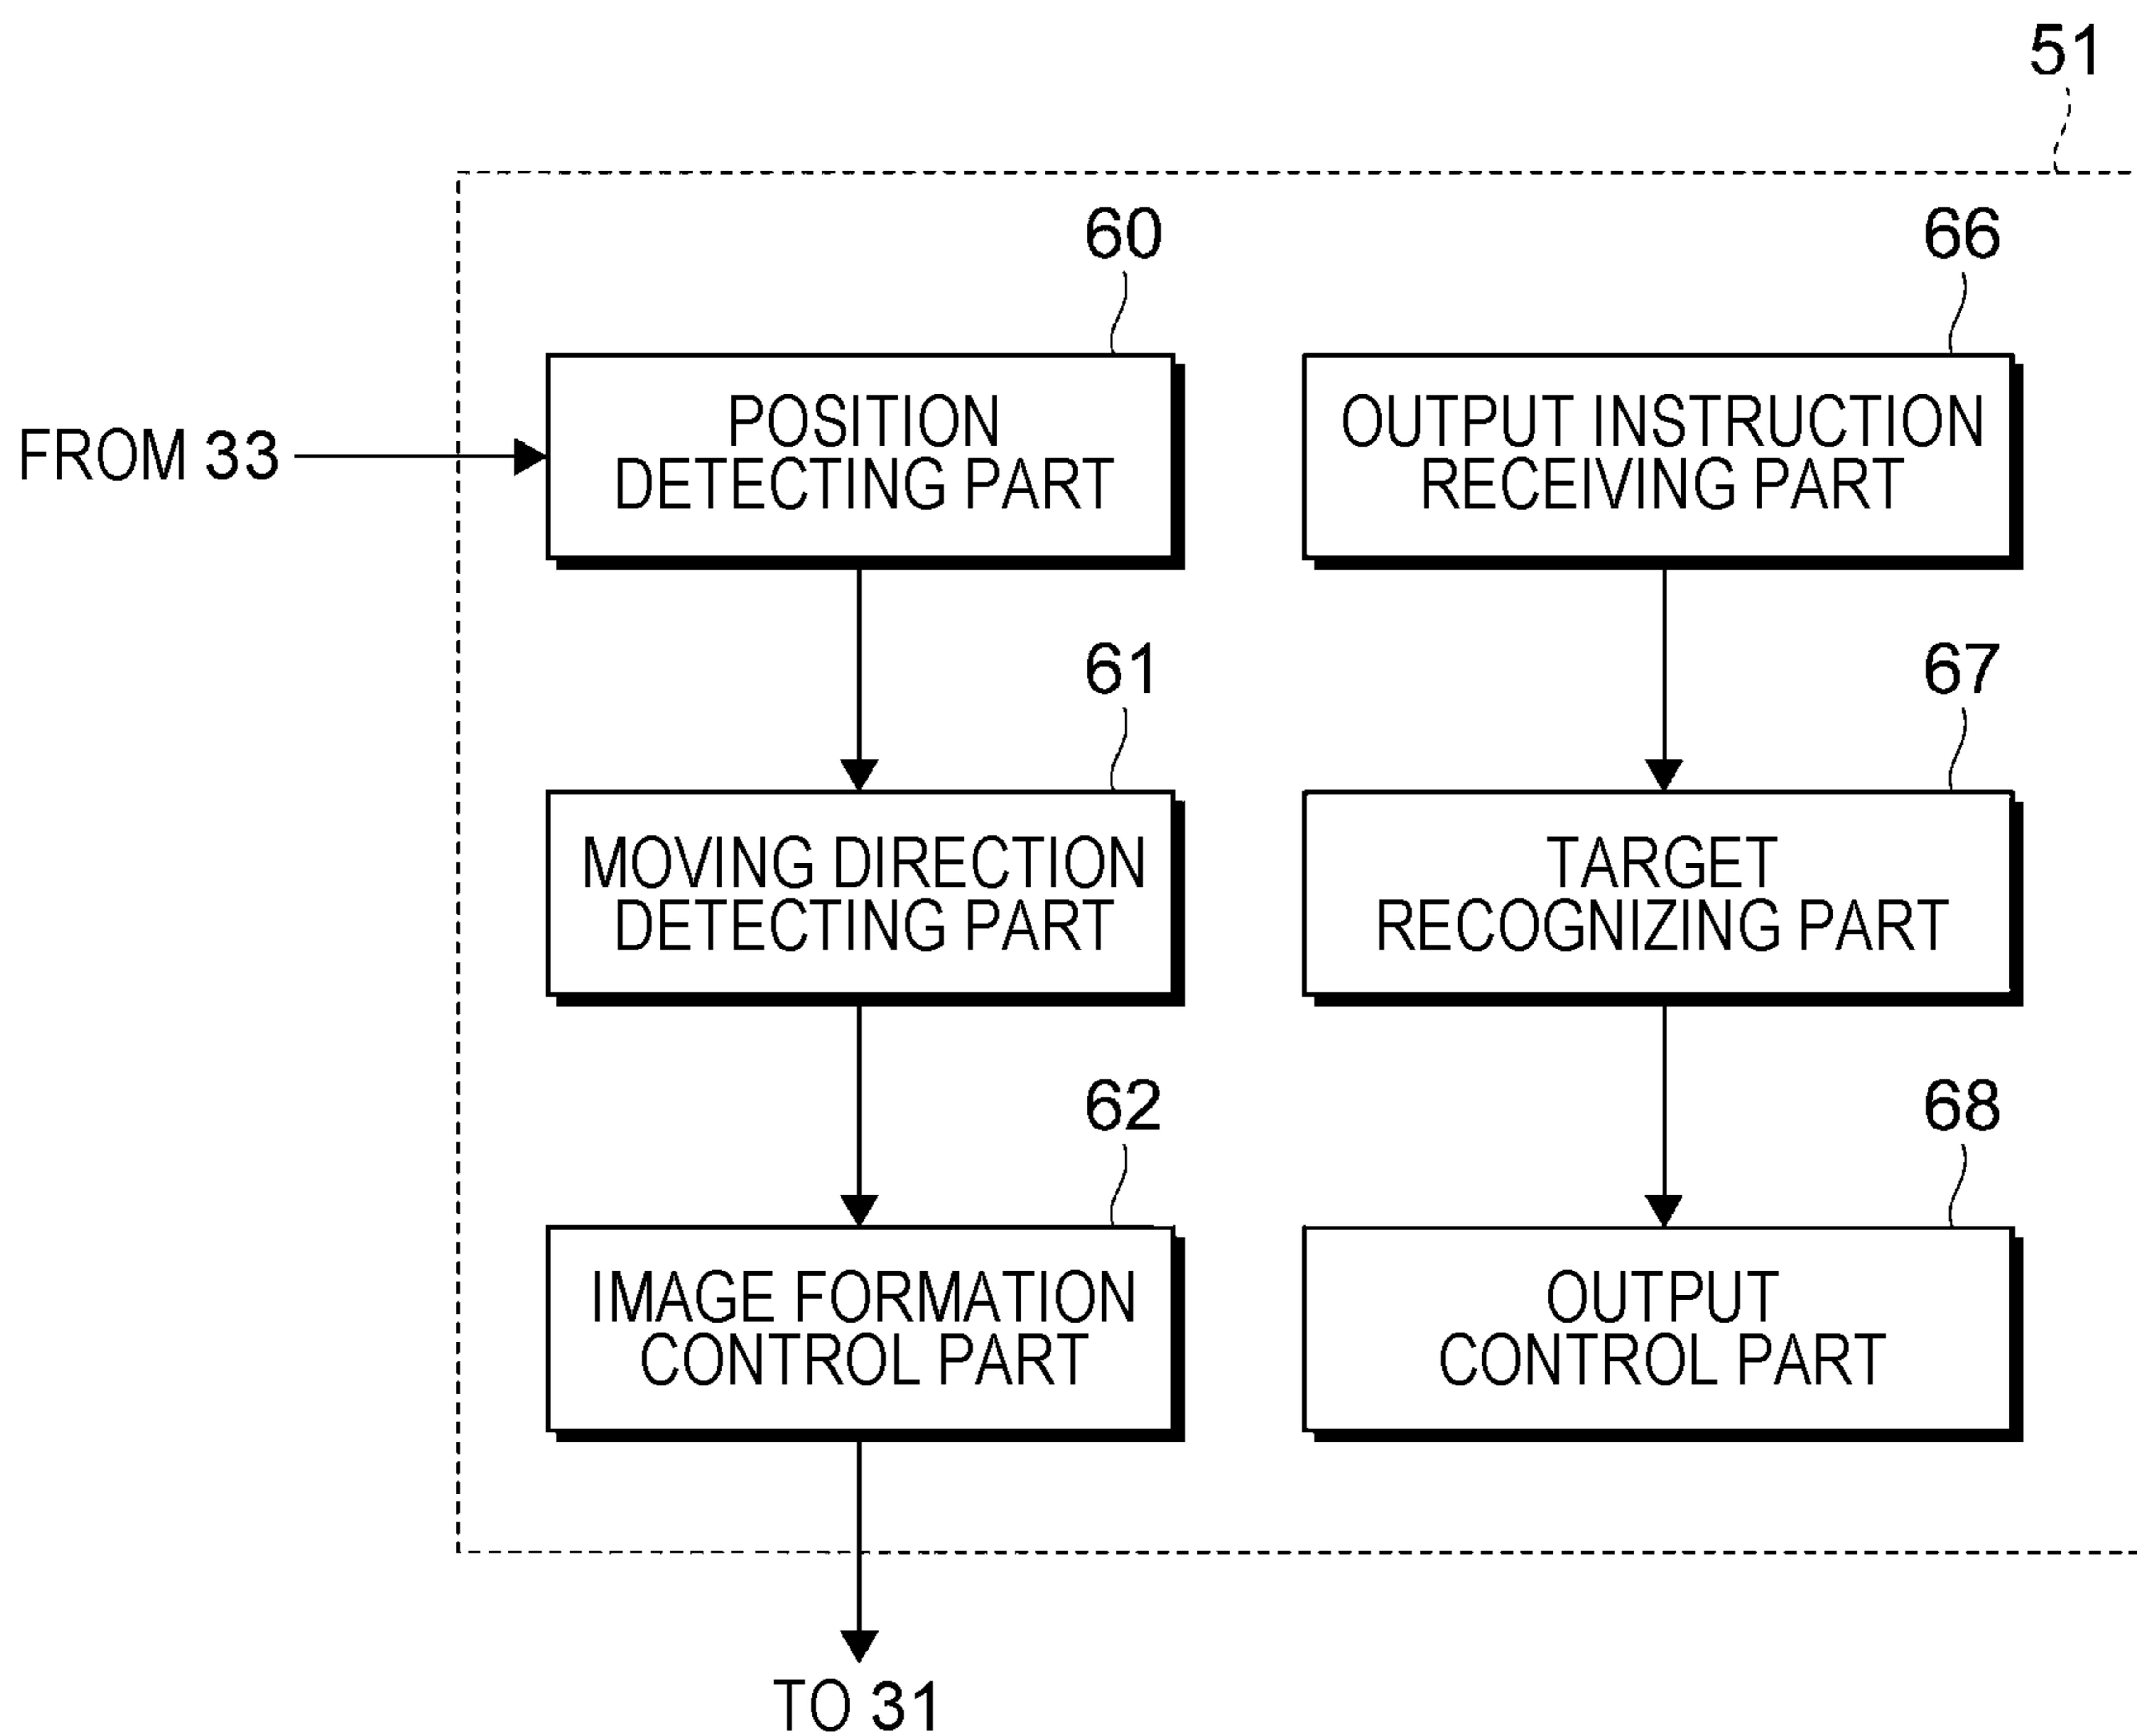 51
60
66
FROM 33
POSITION
DETECTING PART
OUTPUT INSTRUCTION
RECEIVING PART
61
67
MOVING DIRECTION
DETECTING PART
TARGET
RECOGNIZING PART
62
68
IMAGE FORMATION
CONTROL PART
OUTPUT
CONTROL PART
TO 31